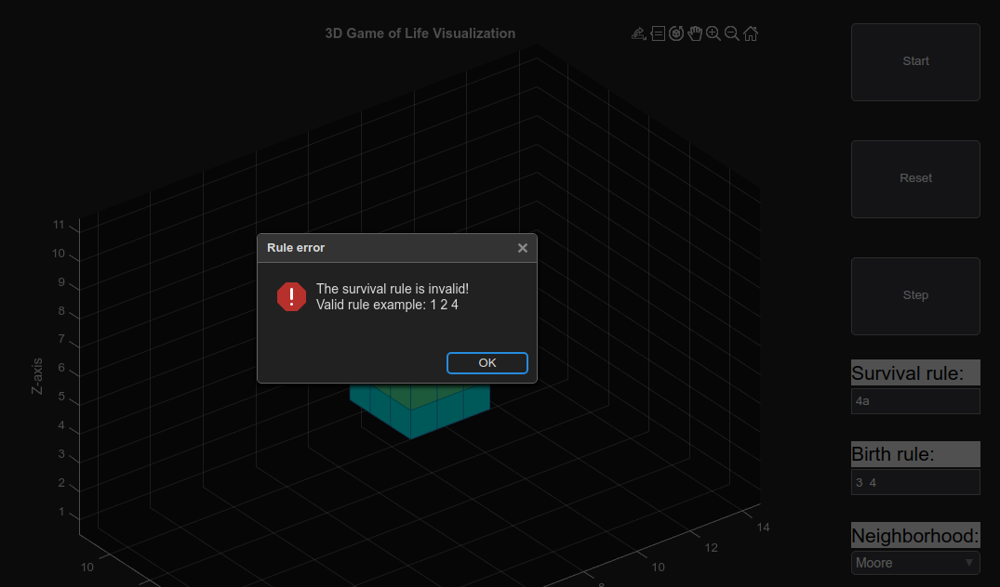 3D Game of Life Visualization
Start
Reset
Rule error
The survival rule is invalid!
Valid rule example: 1 2 4
OK
Step
Survival rule:
4a
Birth rule:
3 4
Neighborhood:
Moore
Z-axis
11
10
9
8
7
6
5
4
3
2
1
10
14
12
10